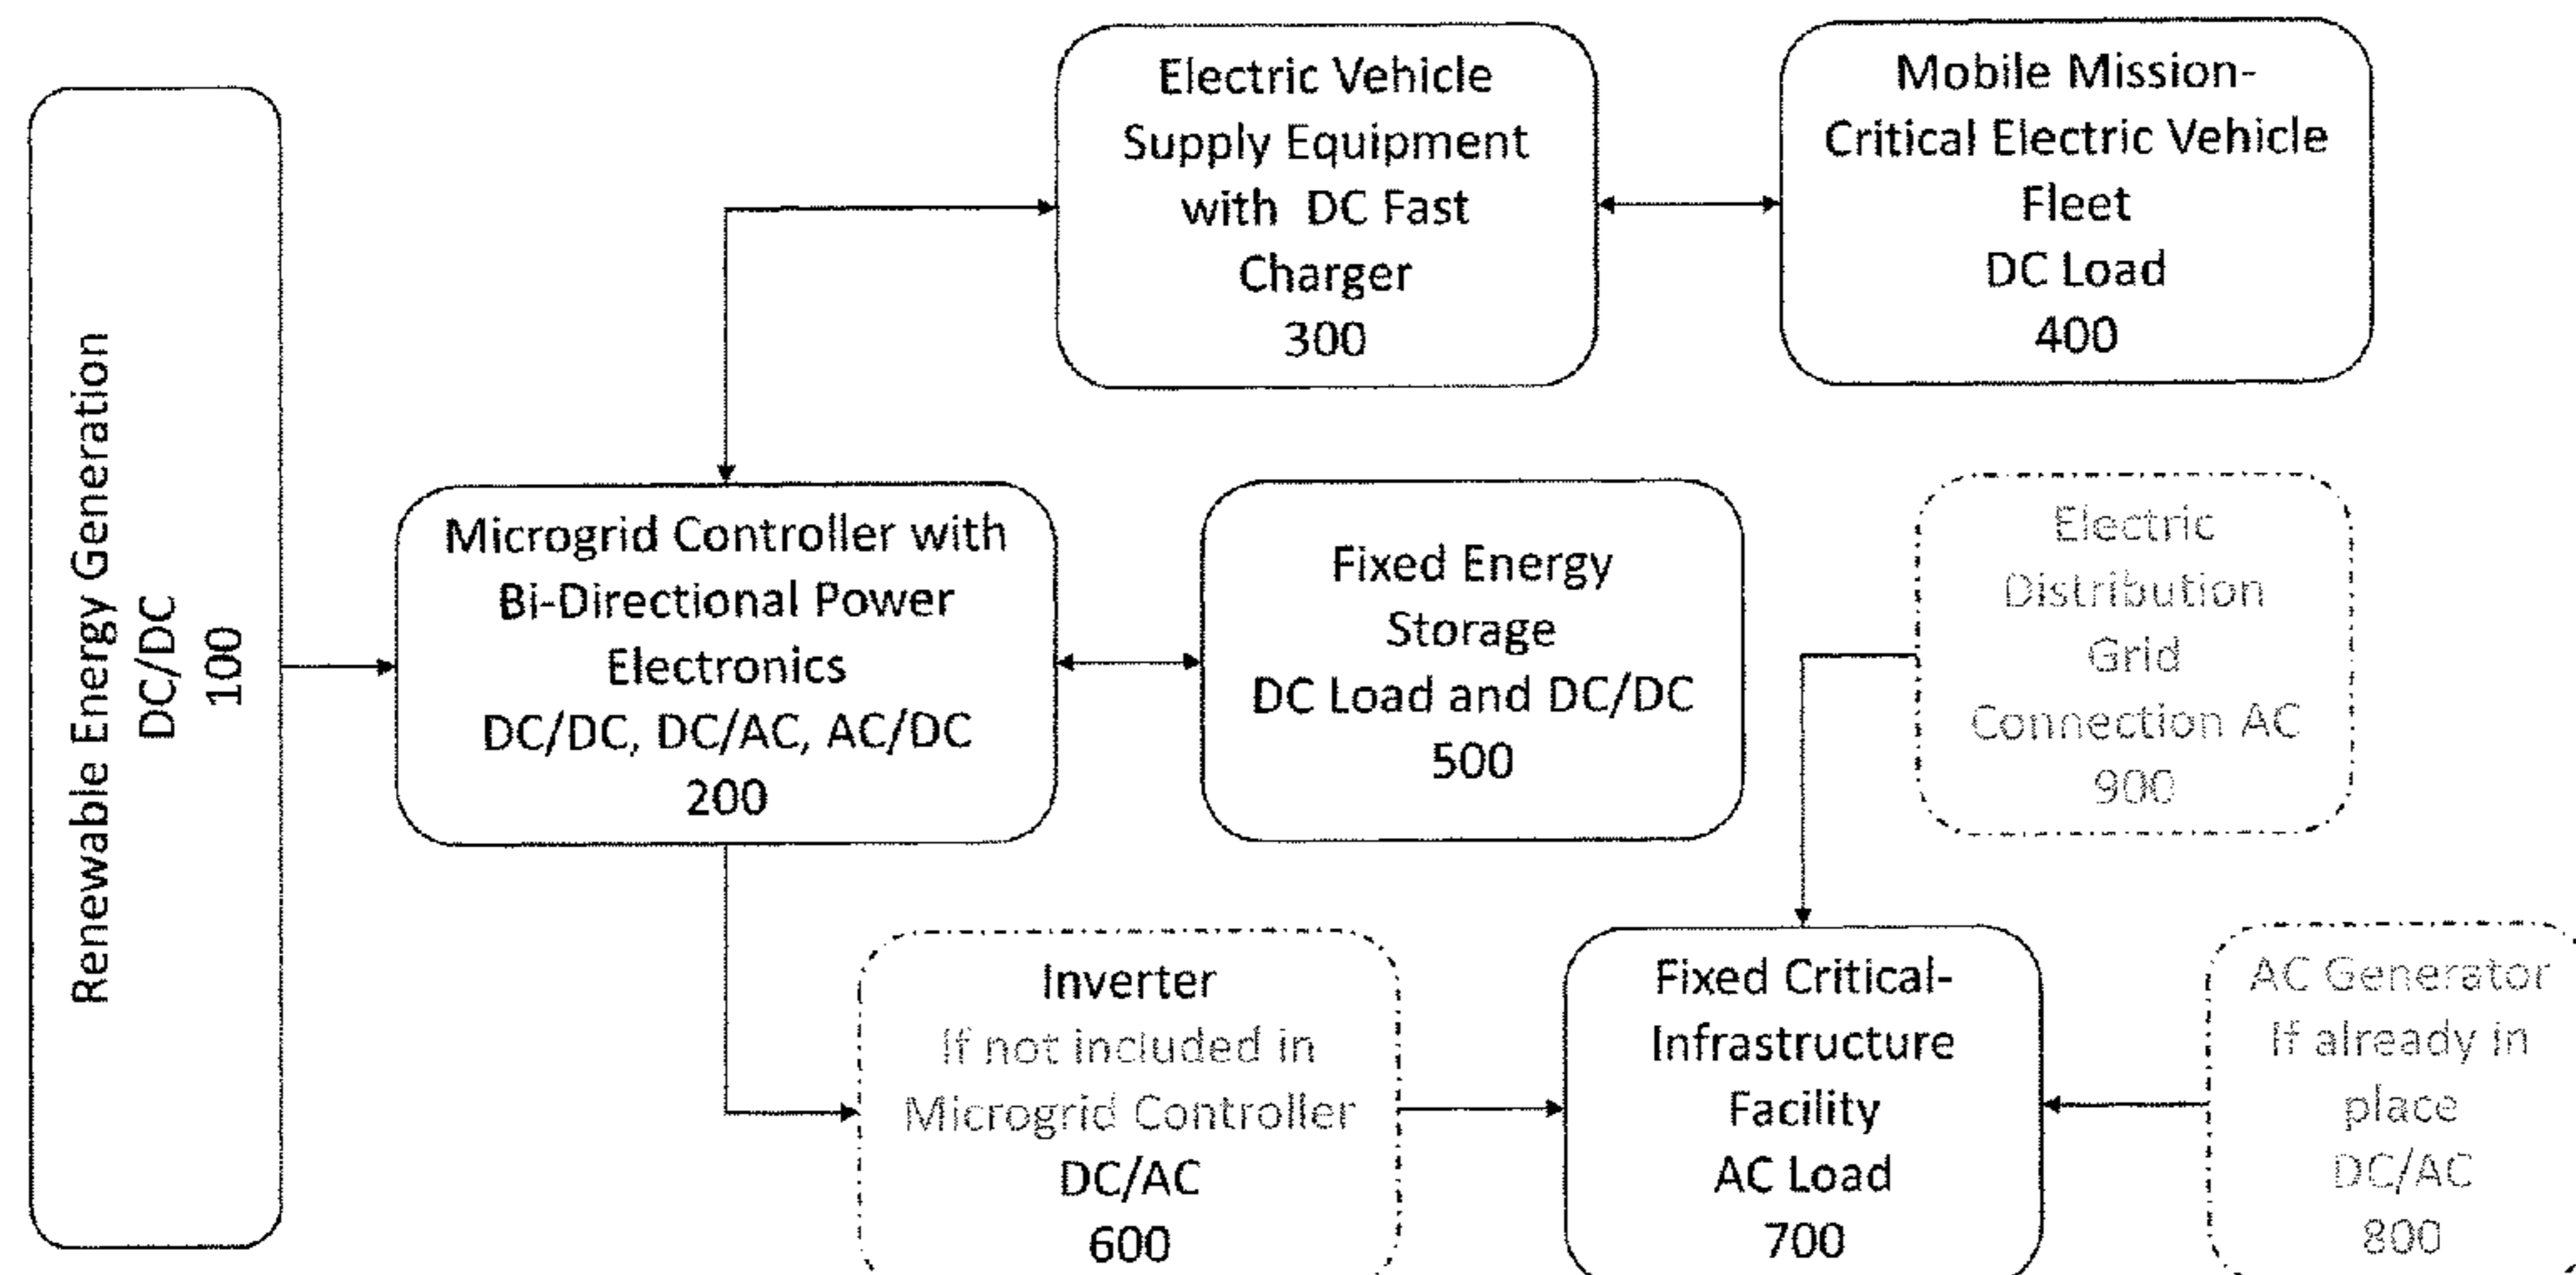 Renewable Energy Generation
DC/DC
100
Electric Vehicle
Supply Equipment
with DC Fast
Charger
300
Mobile Mission-
Critical Electric Vehicle
Fleet
DC Load
400
Microgrid Controller with
Bi-Directional Power
Electronics
DC/DC, DC/AC, AC/DC
200
Fixed Energy
Storage
DC Load and DC/DC
500
Electric
Distribution
Grid
Connection AC
900
Inverter
If not included in
Microgrid Controller
DC/AC
600
Fixed Critical-
Infrastructure
Facility
AC Load
700
AC Generator
If already in
place
DC/AC
800